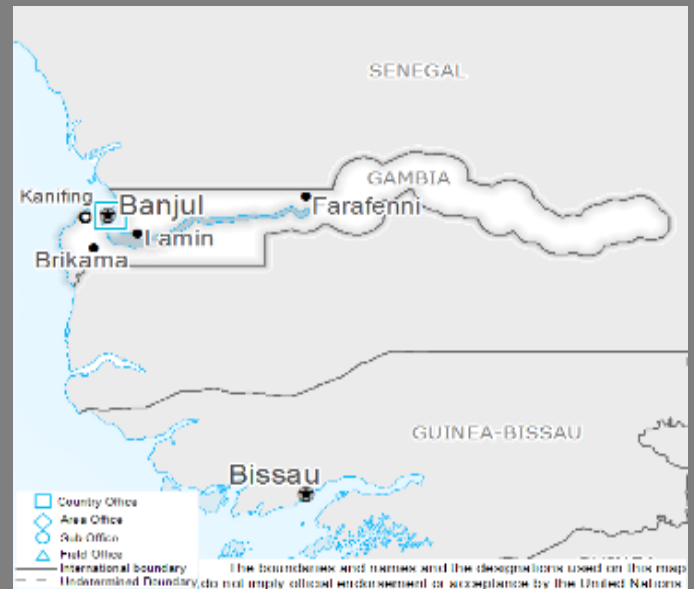 SENEGAL
GAMBIA
Kanifing
Banjul
Farafenni
Lamin
Brikama
GUINEA-BISSAU
Bissau
Country Office
Area Office
Sub Office
Field Office
International boundary
Undetermined Boundary
The boundaries and names and the designations used on this map
do not imply official endorsement or acceptance by the United Nations